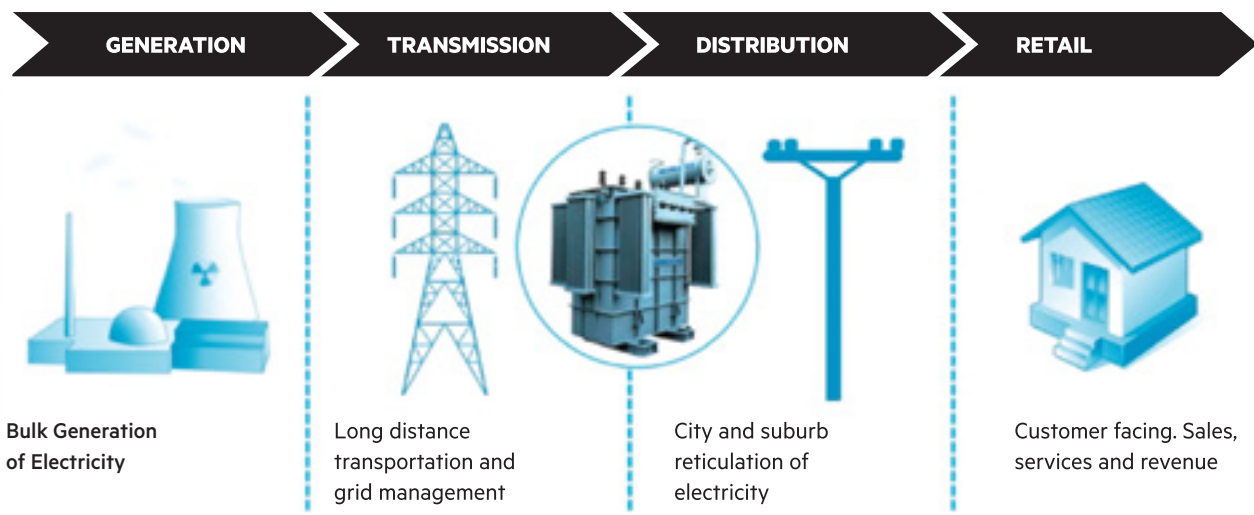 GENERATION
TRANSMISSION
DISTRIBUTION
RETAIL
Bulk Generation
of Electricity
Long distance
transportation and
grid management
City and suburb
reticulation of
electricity
Customer facing. Sales,
services and revenue